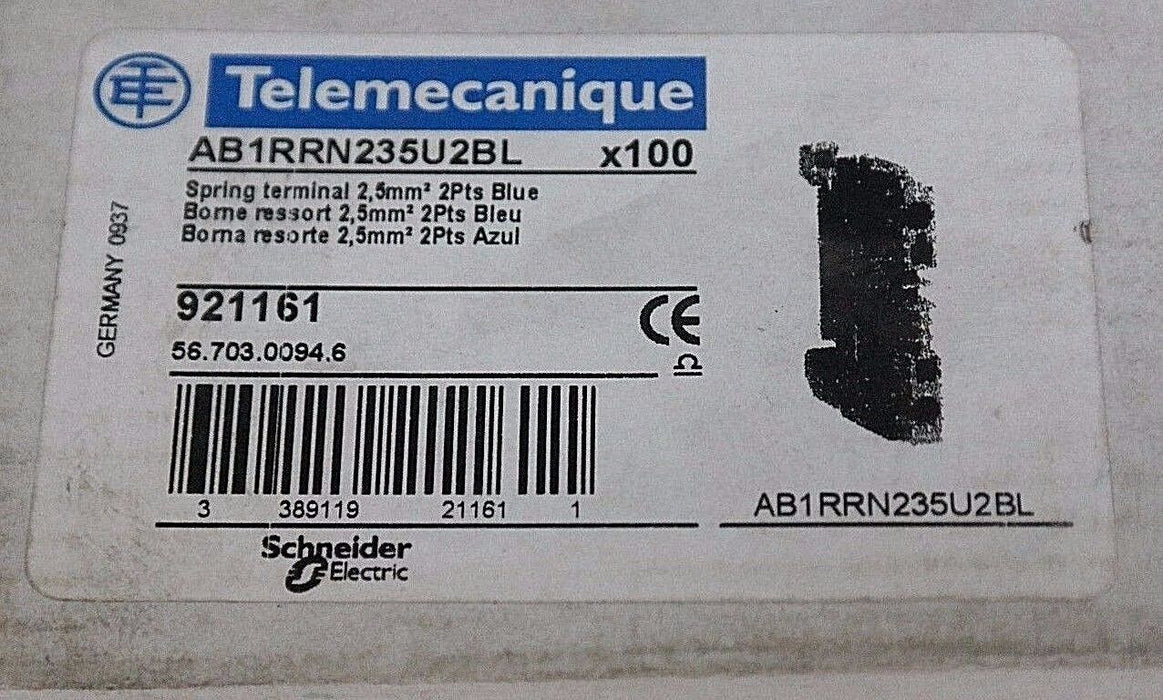 Telemecanique
AB1RRN235U2BL x100
Spring terminal 2,5mm² 2Pts Blue
Borne ressort 2,5mm² 2Pts Bleu
Borna resorte 2,5mm² 2Pts Azul
GERMANY 0937
921161
CE
56.703.0094.6
Ω
3 389119 21161 1
AB1RRN235U2BL
Schneider
Electric